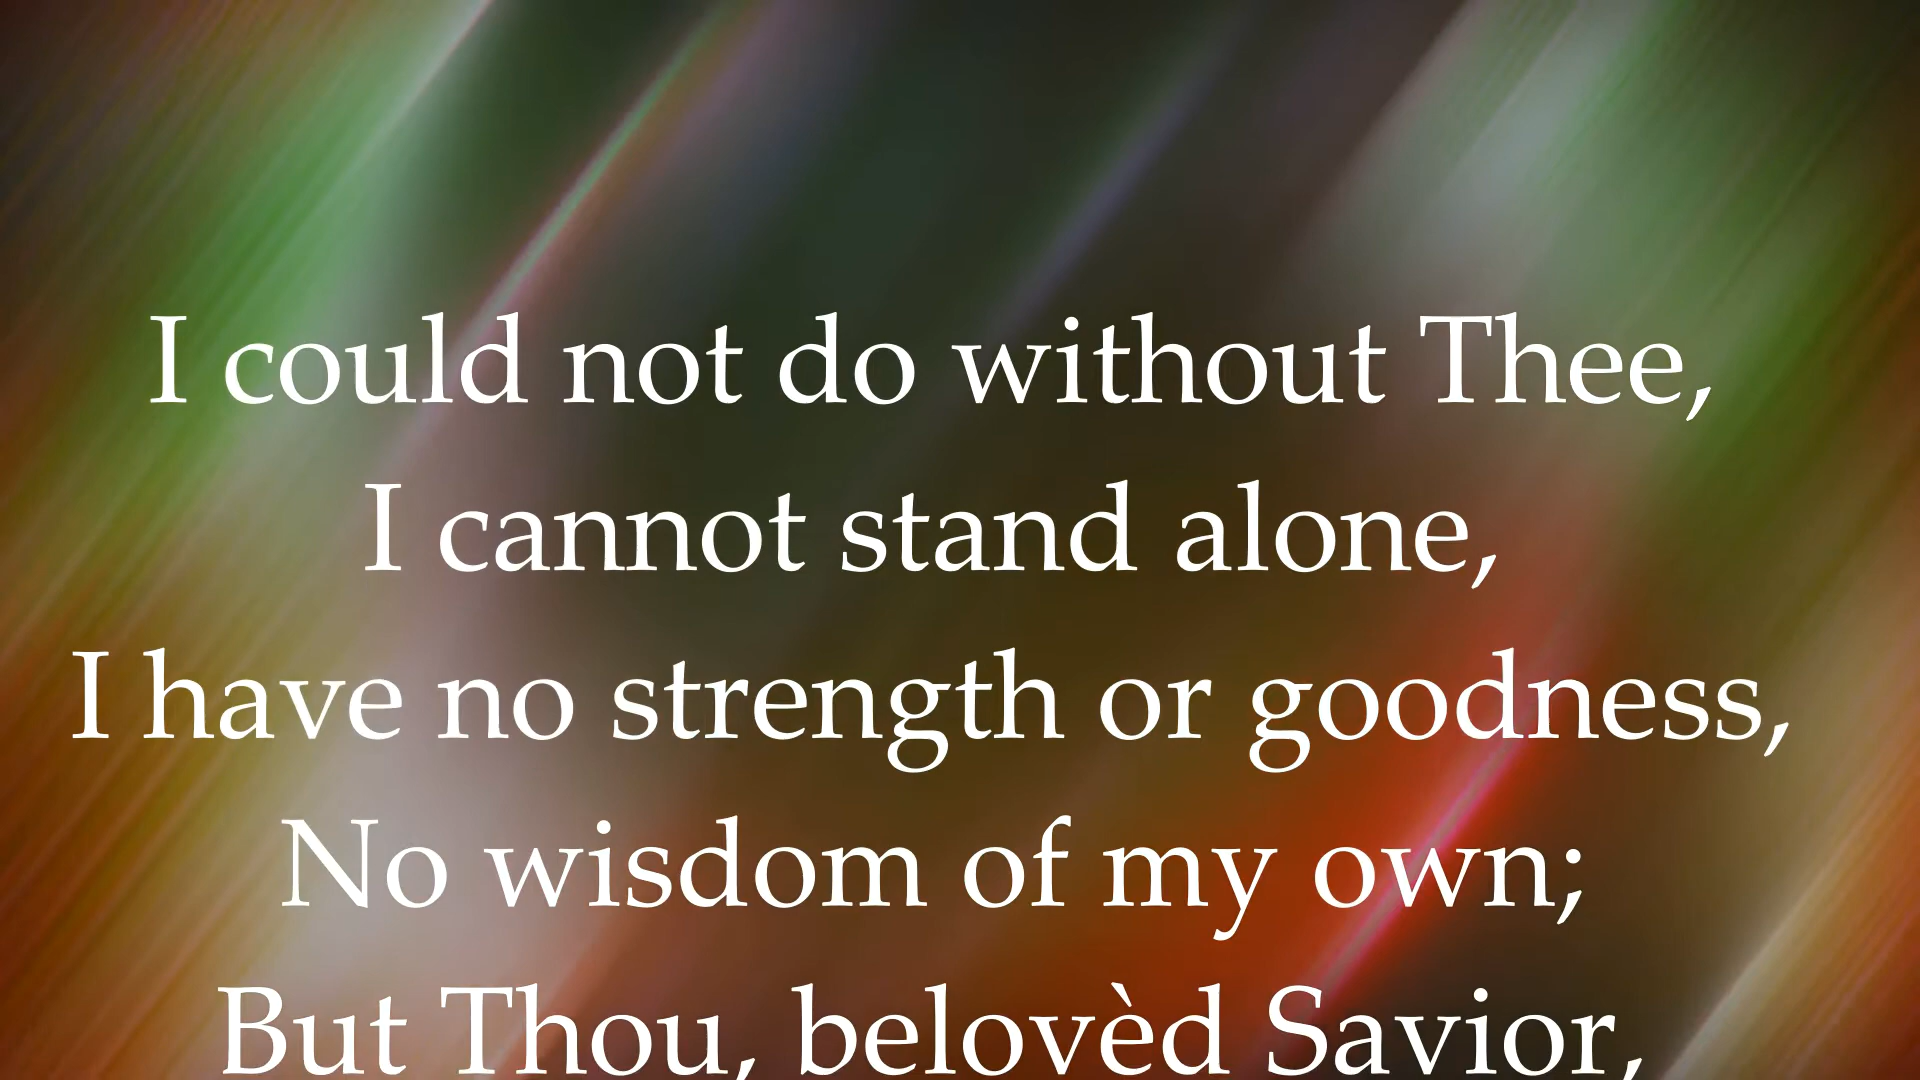 I could not do without Thee,
I cannot stand alone,
I have no strength or goodness,
No wisdom of my own;
But Thou, belovèd Savior,